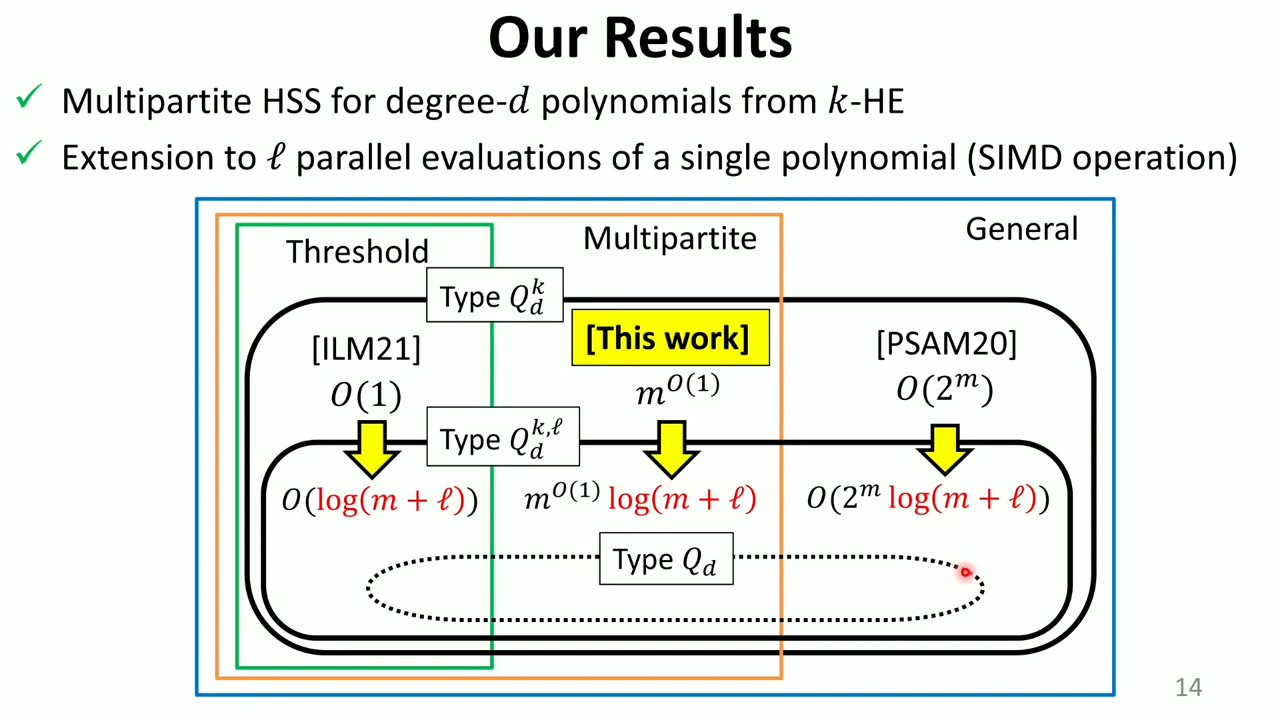 Our Results
✓ Multipartite HSS for degree-d polynomials from k-HE
✓ Extension to ℓ parallel evaluations of a single polynomial (SIMD operation)
General
Multipartite
Threshold
Type Q_d^k
[This work]
[ILM21]
[PSAM20]
O(1)
m^{O(1)}
O(2^m)
Type Q_d^{k,ℓ}
O(log(m + ℓ))
m^{O(1)} log(m + ℓ)
O(2^m log(m + ℓ))
Type Q_d
14